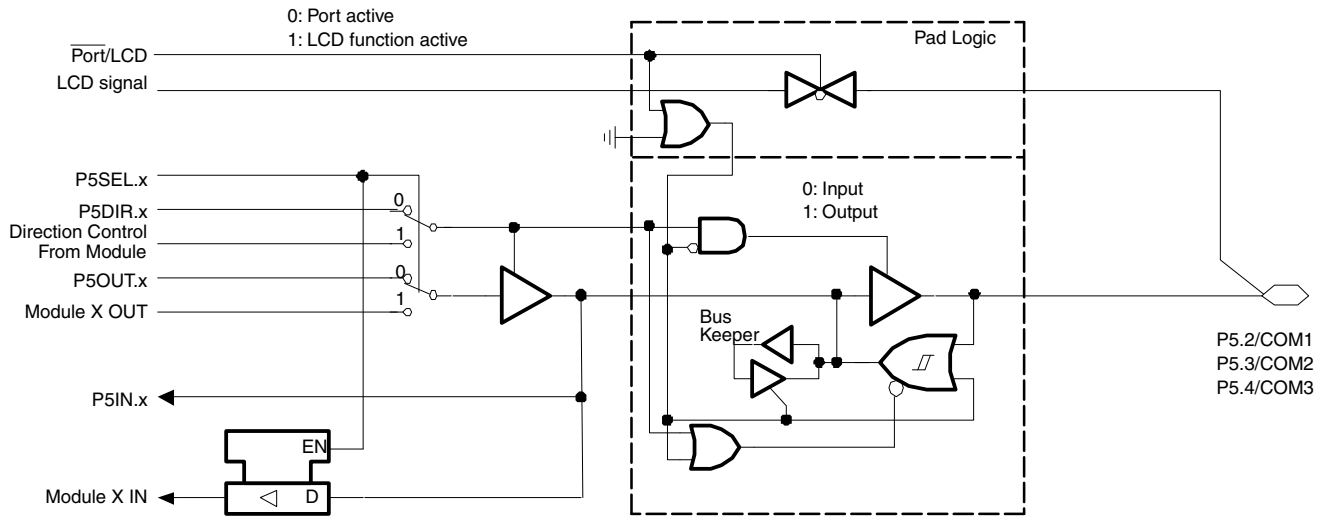 0: Port active
1: LCD function active
Port/LCD
LCD signal
Pad Logic
P5SEL.x
P5DIR.x
0
Direction Control
From Module
1
P5OUT.x
0
Module X OUT
1
0: Input
1: Output
Bus
Keeper
P5.2/COM1
P5.3/COM2
P5.4/COM3
P5IN.x
EN
Module X IN
D